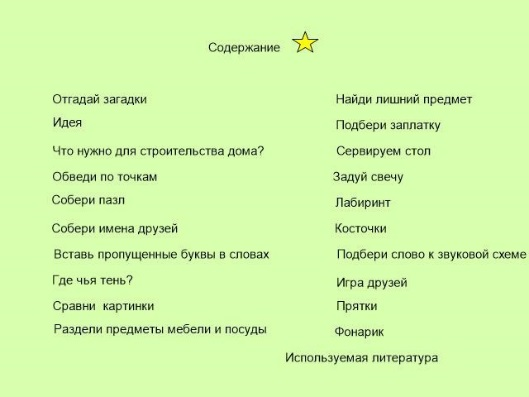 Содержание
Отгадай загадки
Идея
Что нужно для строительства дома?
Обведи по точкам
Собери пазл
Собери имена друзей
Вставь пропущенные буквы в словах
Где чья тень?
Сравни картинки
Раздели предметы мебели и посуды
Найди лишний предмет
Подбери заплатку
Сервируем стол
Задуй свечу
Лабиринт
Косточки
Подбери слово к звуковой схеме
Игра друзей
Прятки
Фонарик
Используемая литература